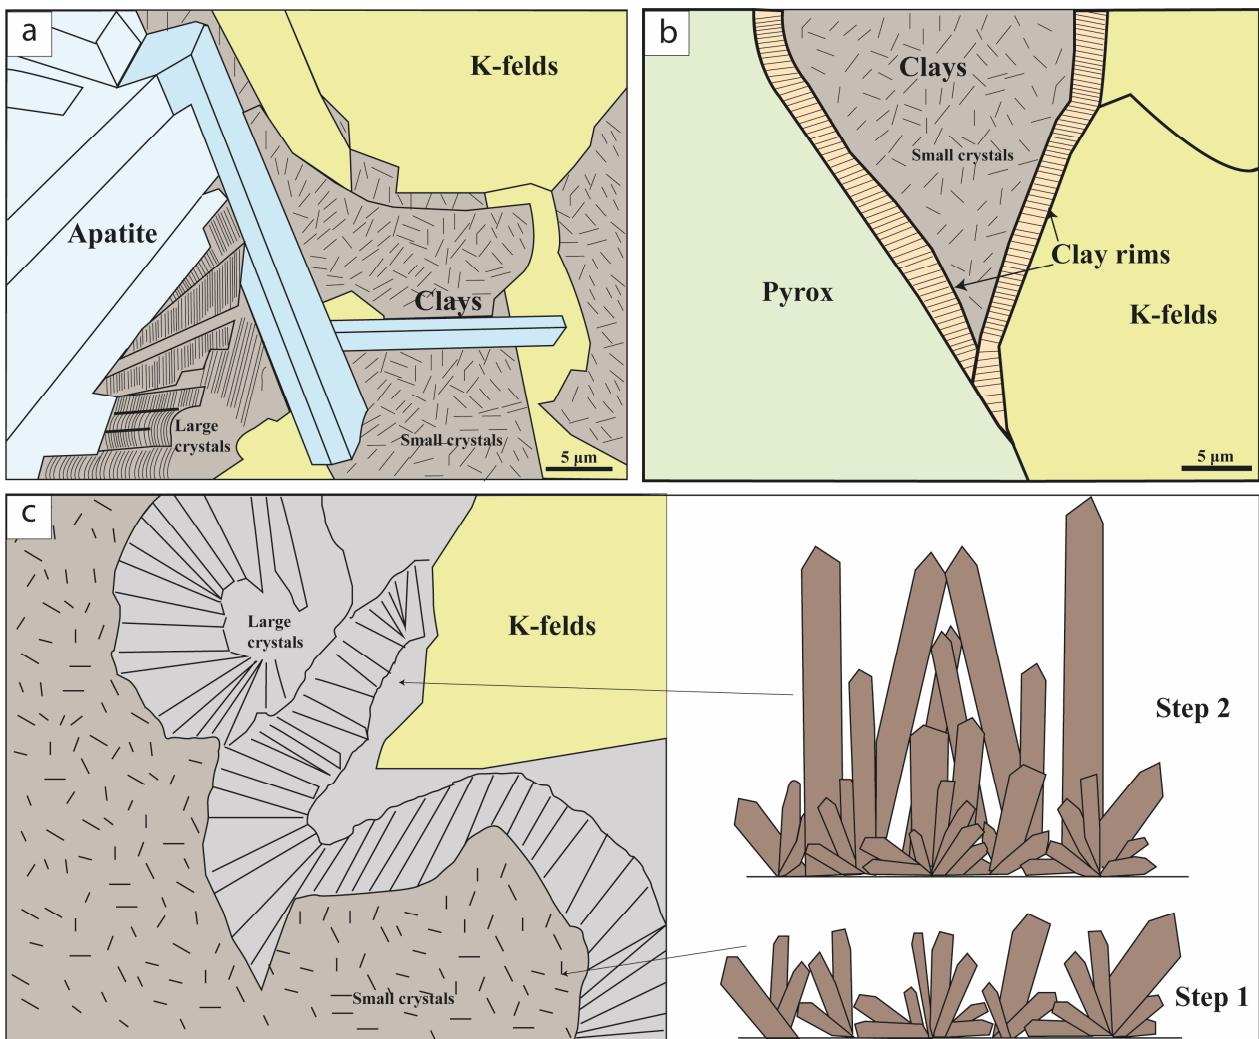 a
K-felds
Apatite
Clays
Large
crystals
Small crystals
5 µm
b
Clays
Small crystals
Clay rims
Pyrox
K-felds
5 µm
c
Large
crystals
K-felds
Small crystals
Step 2
Step 1